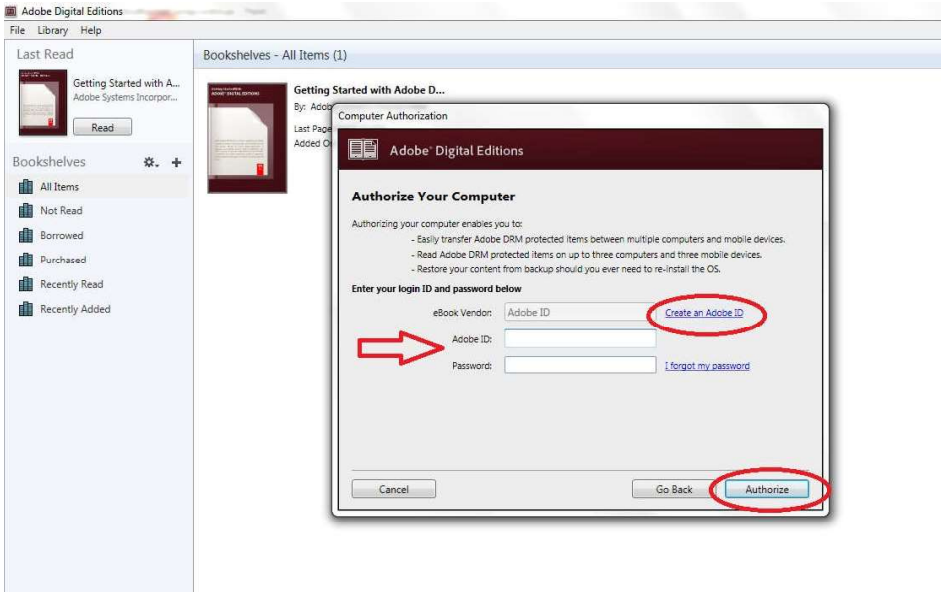 Adobe Digital Editions
File Library Help
Last Read
Getting Started with A...
Adobe Systems Incorpor...
Read
Bookshelves
All Items
Not Read
Borrowed
Purchased
Recently Read
Recently Added
Bookshelves - All Items (1)
Getting Started with Adobe D...
By: Adob
Last Page
Added O
Computer Authorization
Adobe® Digital Editions
Authorize Your Computer
Authorizing your computer enables you to:
- Easily transfer Adobe DRM protected items between multiple computers and mobile devices.
- Read Adobe DRM protected items on up to three computers and three mobile devices.
- Restore your content from backup should you ever need to re-install the OS.
Enter your login ID and password below
eBook Vendor: Adobe ID Create an Adobe ID
Adobe ID:
Password: I forgot my password
Cancel Go Back Authorize